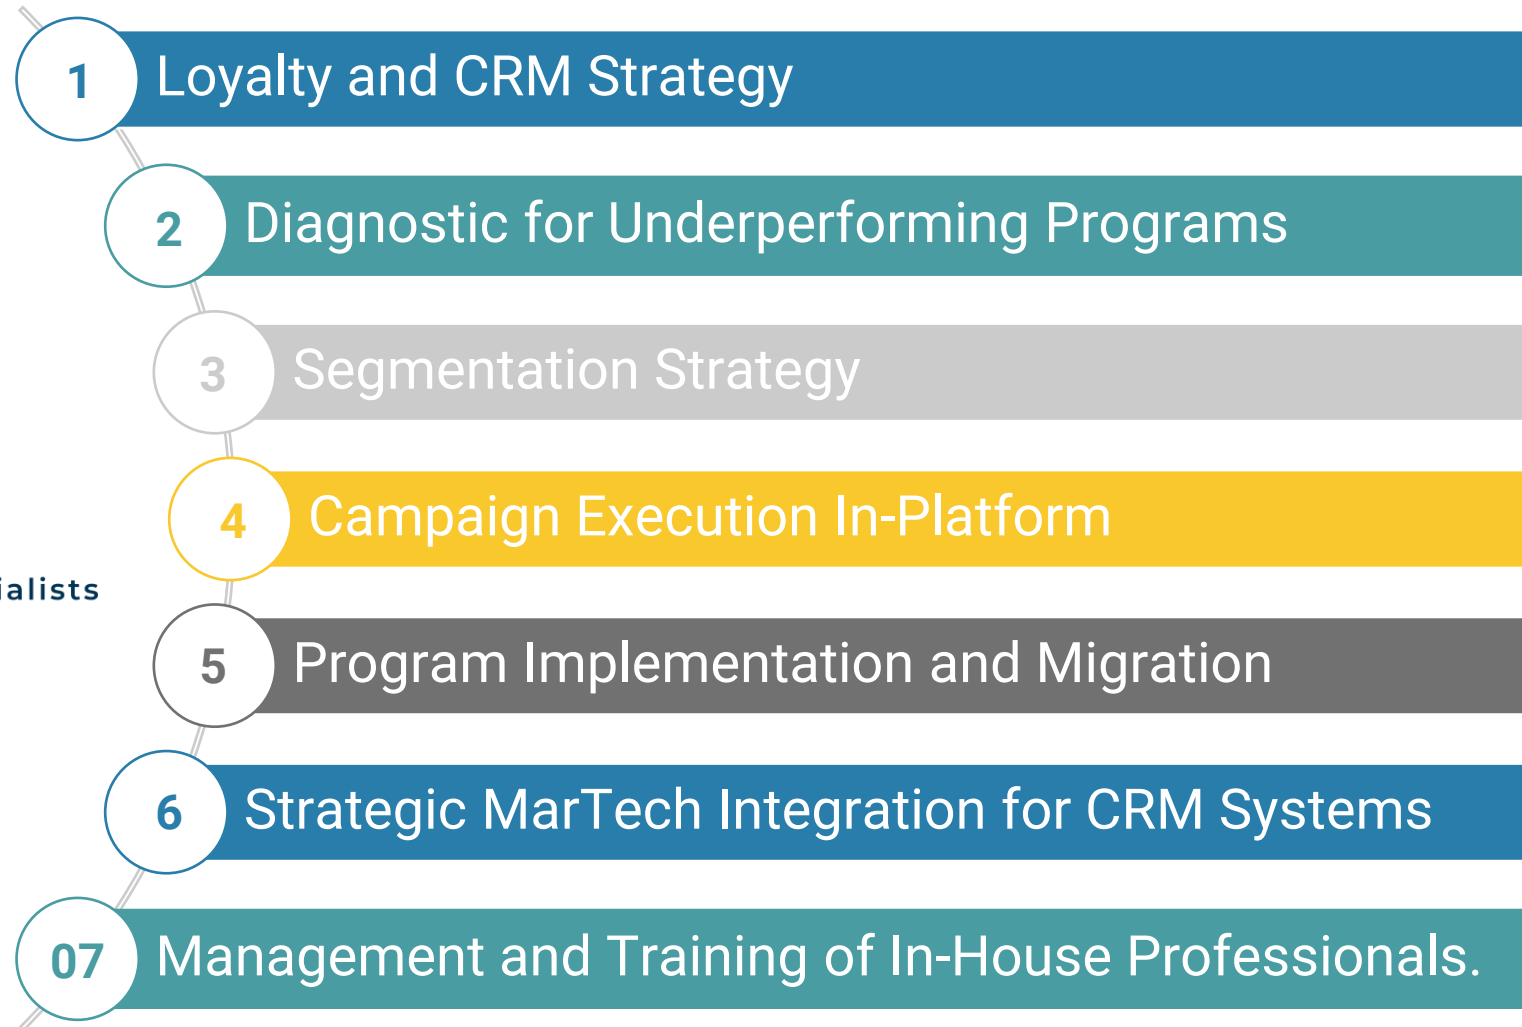 1 Loyalty and CRM Strategy
2 Diagnostic for Underperforming Programs
3 Segmentation Strategy
4 Campaign Execution In-Platform
5 Program Implementation and Migration
6 Strategic MarTech Integration for CRM Systems
07 Management and Training of In-House Professionals.